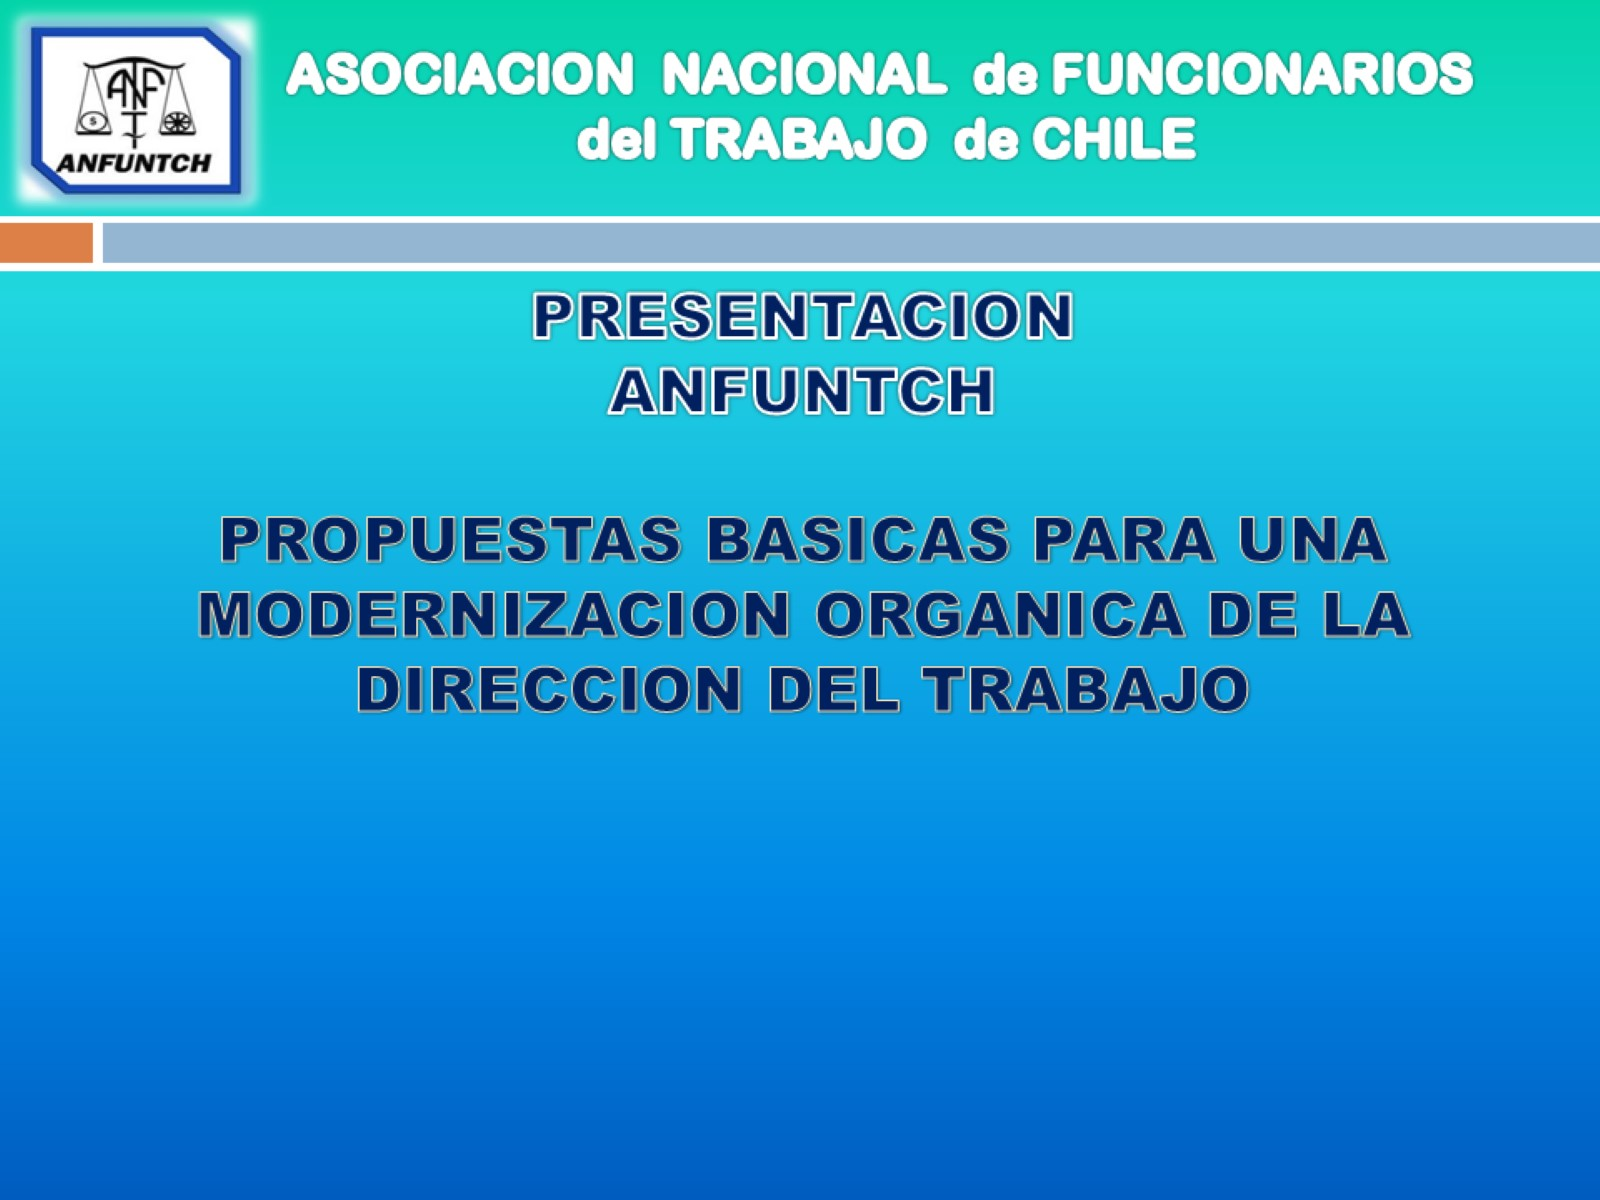 ANF
T
$
ANFUNTCH
ASOCIACION NACIONAL de FUNCIONARIOS
del TRABAJO de CHILE
PRESENTACION
ANFUNTCH
PROPUESTAS BASICAS PARA UNA
MODERNIZACION ORGANICA DE LA
DIRECCION DEL TRABAJO